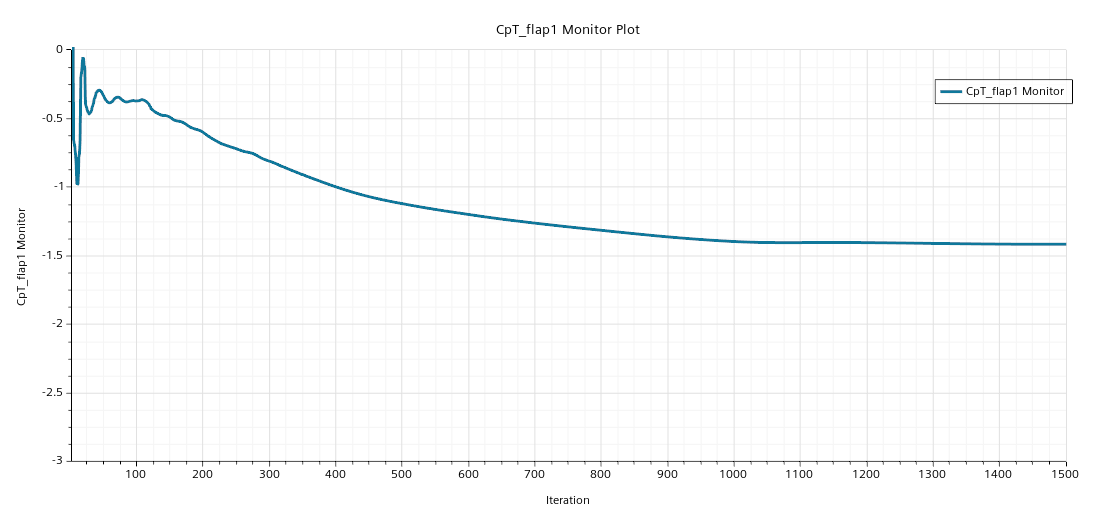 CpT_flap1 Monitor Plot
0
-0.5
-1
-1.5
-2
-2.5
-3
CpT_flap1 Monitor
CpT_flap1 Monitor
100 200 300 400 500 600 700 800 900 1000 1100 1200 1300 1400 1500
Iteration